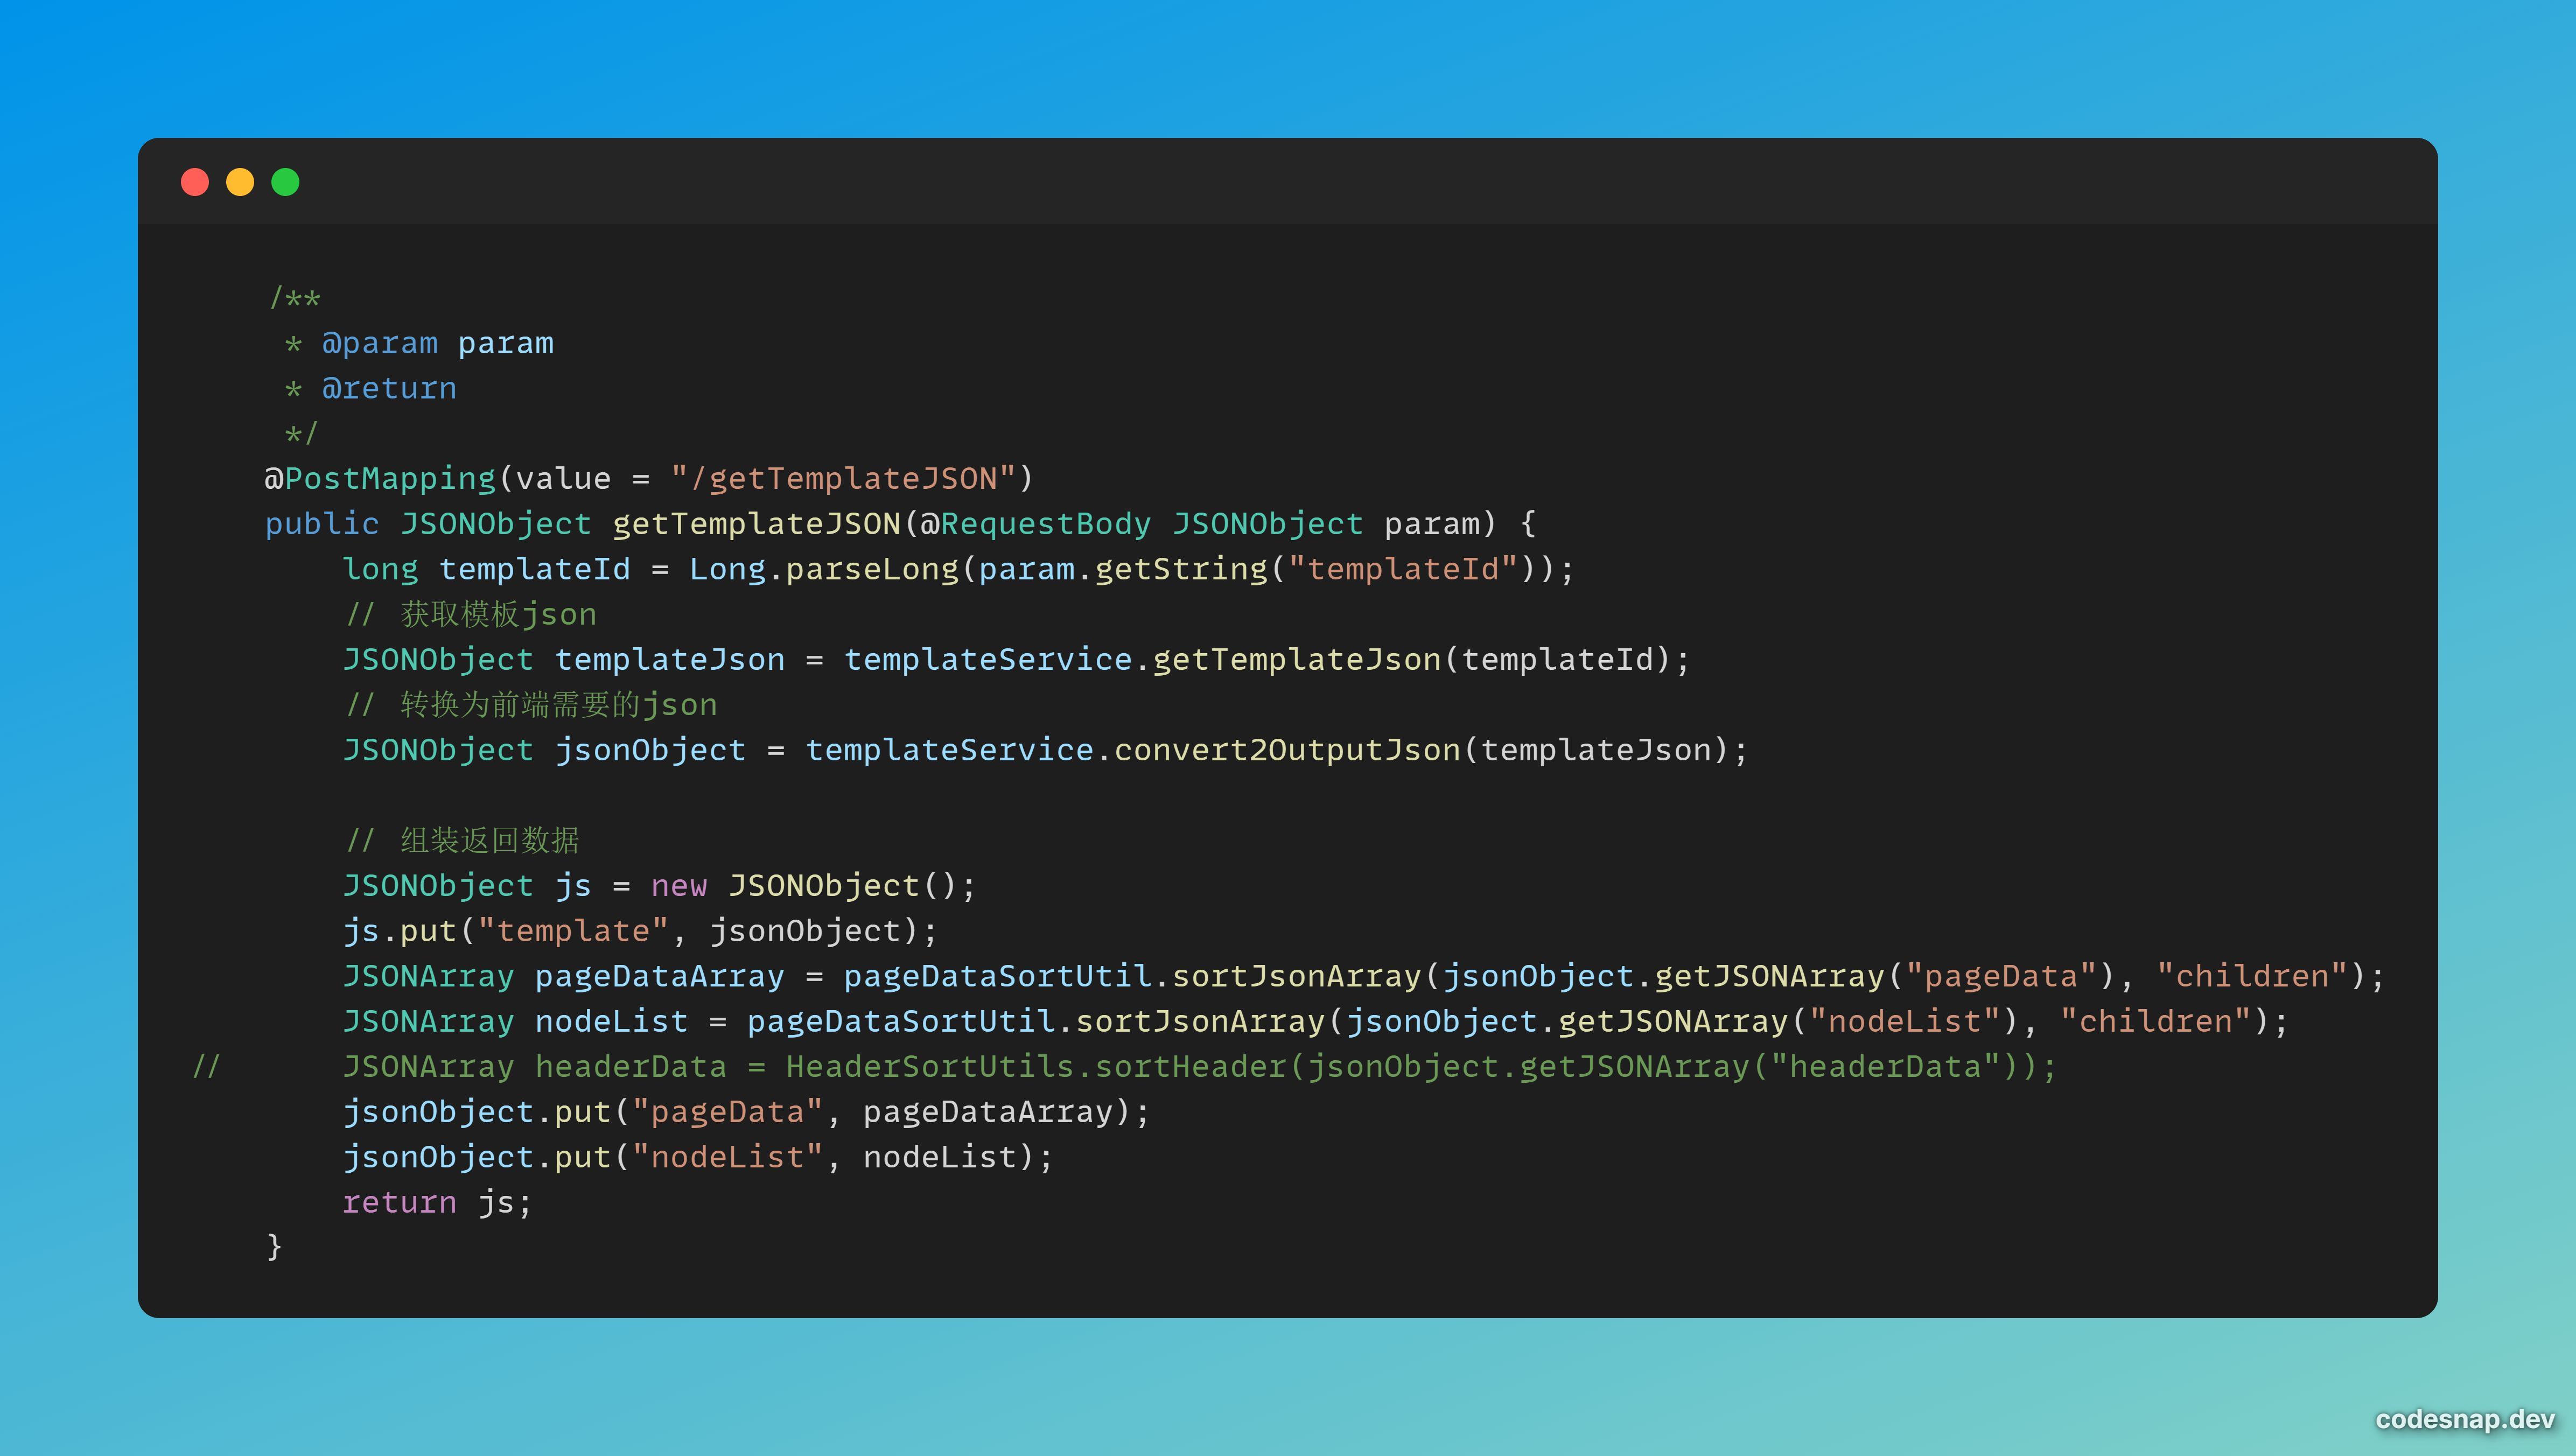 /**
 * @param param
 * @return
 */
@PostMapping(value = "/getTemplateJSON")
public JSONObject getTemplateJSON(@RequestBody JSONObject param) {
    long templateId = Long.parseLong(param.getString("templateId"));
    // 获取模板json
    JSONObject templateJson = templateService.getTemplateJson(templateId);
    // 转换为前端需要的json
    JSONObject jsonObject = templateService.convert2OutputJson(templateJson);
    // 组装返回数据
    JSONObject js = new JSONObject();
    js.put("template", jsonObject);
    JSONArray pageDataArray = pageDataSortUtil.sortJsonArray(jsonObject.getJSONArray("pageData"), "children");
    JSONArray nodeList = pageDataSortUtil.sortJsonArray(jsonObject.getJSONArray("nodeList"), "children");
//      JSONArray headerData = HeaderSortUtils.sortHeader(jsonObject.getJSONArray("headerData"));
    jsonObject.put("pageData", pageDataArray);
    jsonObject.put("nodeList", nodeList);
    return js;
}
codesnap.dev